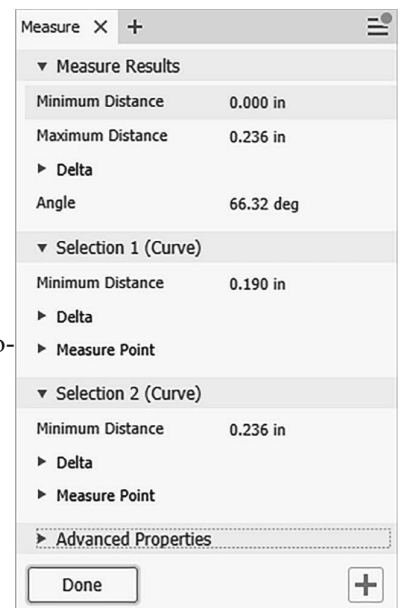 Measure × +
▼ Measure Results
Minimum Distance 0.000 in
Maximum Distance 0.236 in
► Delta
Angle 66.32 deg
▼ Selection 1 (Curve)
Minimum Distance 0.190 in
► Delta
o-
► Measure Point
▼ Selection 2 (Curve)
Minimum Distance 0.236 in
► Delta
► Measure Point
► Advanced Properties
Done +